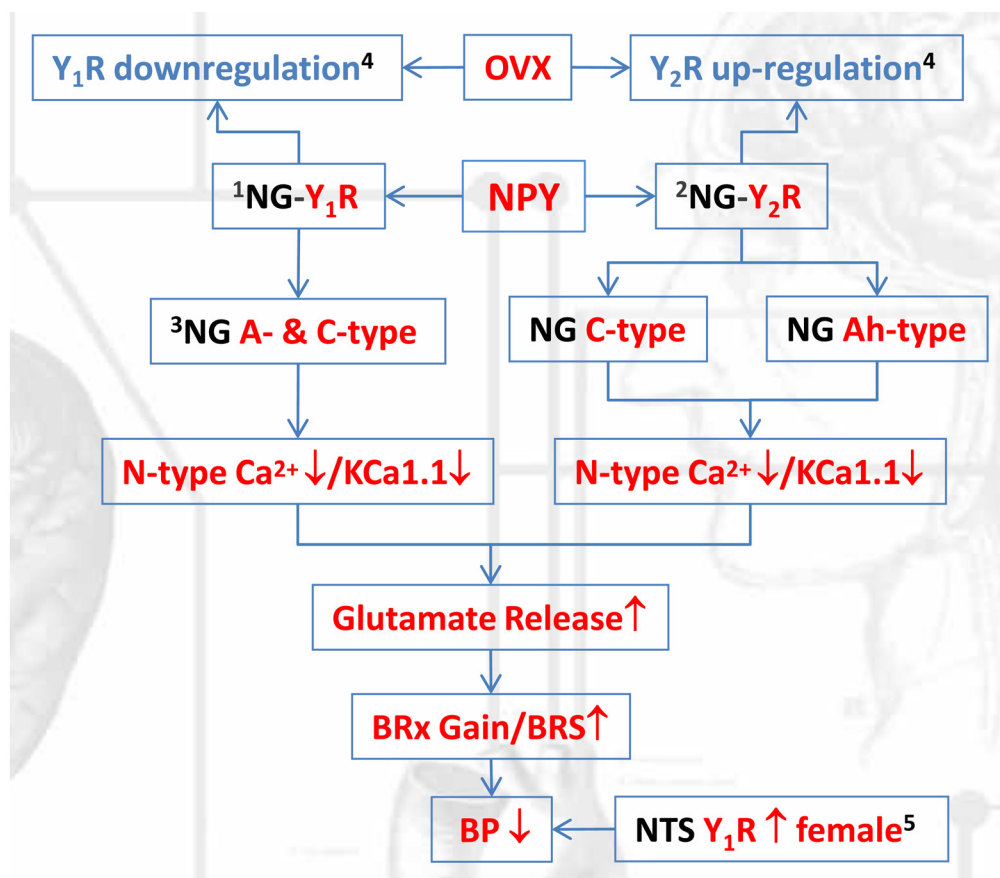 Y₁R downregulation⁴
OVX
Y₂R up-regulation⁴
¹NG-Y₁R
NPY
²NG-Y₂R
³NG A- & C-type
NG C-type
NG Ah-type
N-type Ca²⁺ ↓/KCa1.1↓
N-type Ca²⁺ ↓/KCa1.1↓
Glutamate Release↑
BRx Gain/BRS↑
BP ↓
NTS Y₁R ↑ female⁵